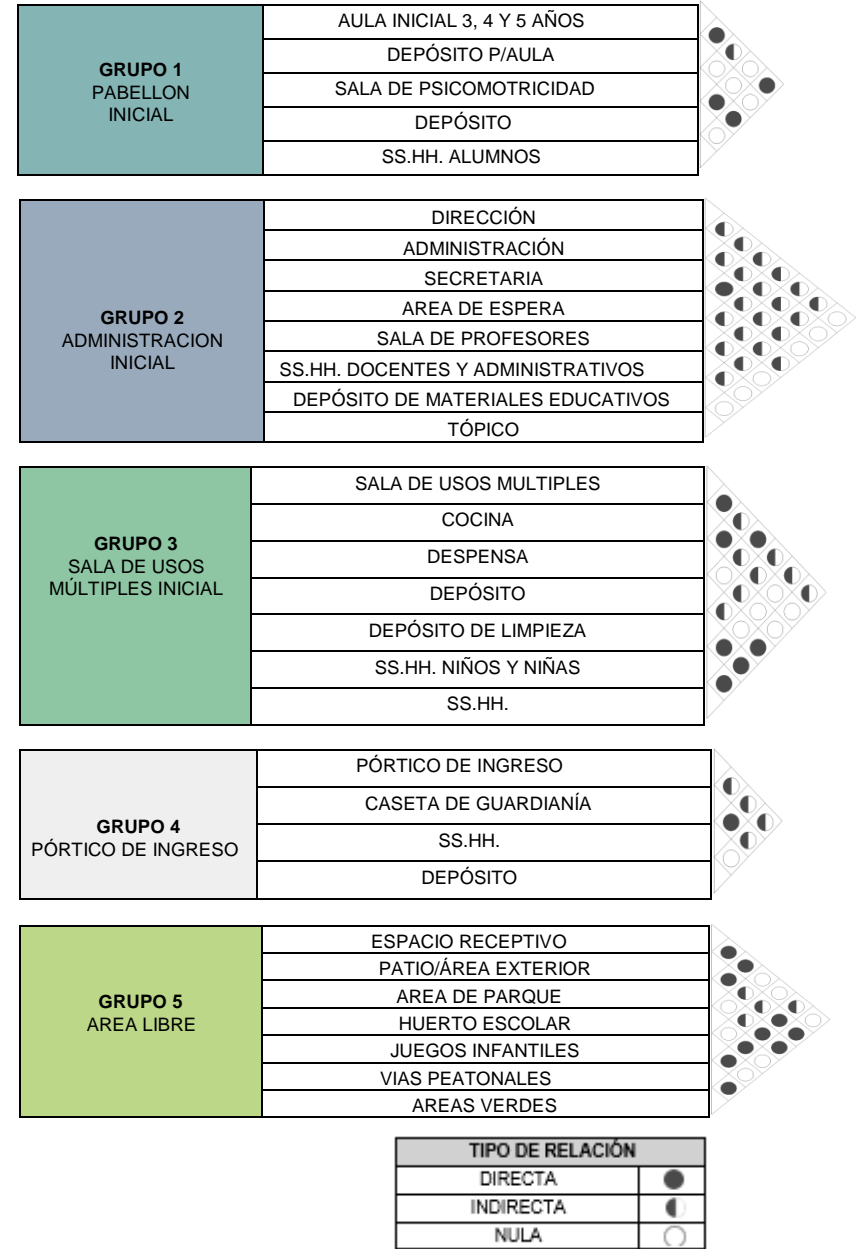 GRUPO 1
PABELLON
INICIAL
AULA INICIAL 3, 4 Y 5 AÑOS
DEPÓSITO P/AULA
SALA DE PSICOMOTRICIDAD
DEPÓSITO
SS.HH. ALUMNOS
GRUPO 2
ADMINISTRACION
INICIAL
DIRECCIÓN
ADMINISTRACIÓN
SECRETARIA
AREA DE ESPERA
SALA DE PROFESORES
SS.HH. DOCENTES Y ADMINISTRATIVOS
DEPÓSITO DE MATERIALES EDUCATIVOS
TÓPICO
GRUPO 3
SALA DE USOS
MÚLTIPLES INICIAL
SALA DE USOS MULTIPLES
COCINA
DESPENSA
DEPÓSITO
DEPÓSITO DE LIMPIEZA
SS.HH. NIÑOS Y NIÑAS
SS.HH.
GRUPO 4
PÓRTICO DE INGRESO
PÓRTICO DE INGRESO
CASETA DE GUARDIANÍA
SS.HH.
DEPÓSITO
GRUPO 5
AREA LIBRE
ESPACIO RECEPTIVO
PATIO/ÁREA EXTERIOR
AREA DE PARQUE
HUERTO ESCOLAR
JUEGOS INFANTILES
VIAS PEATONALES
AREAS VERDES
TIPO DE RELACIÓN
DIRECTA
INDIRECTA
NULA